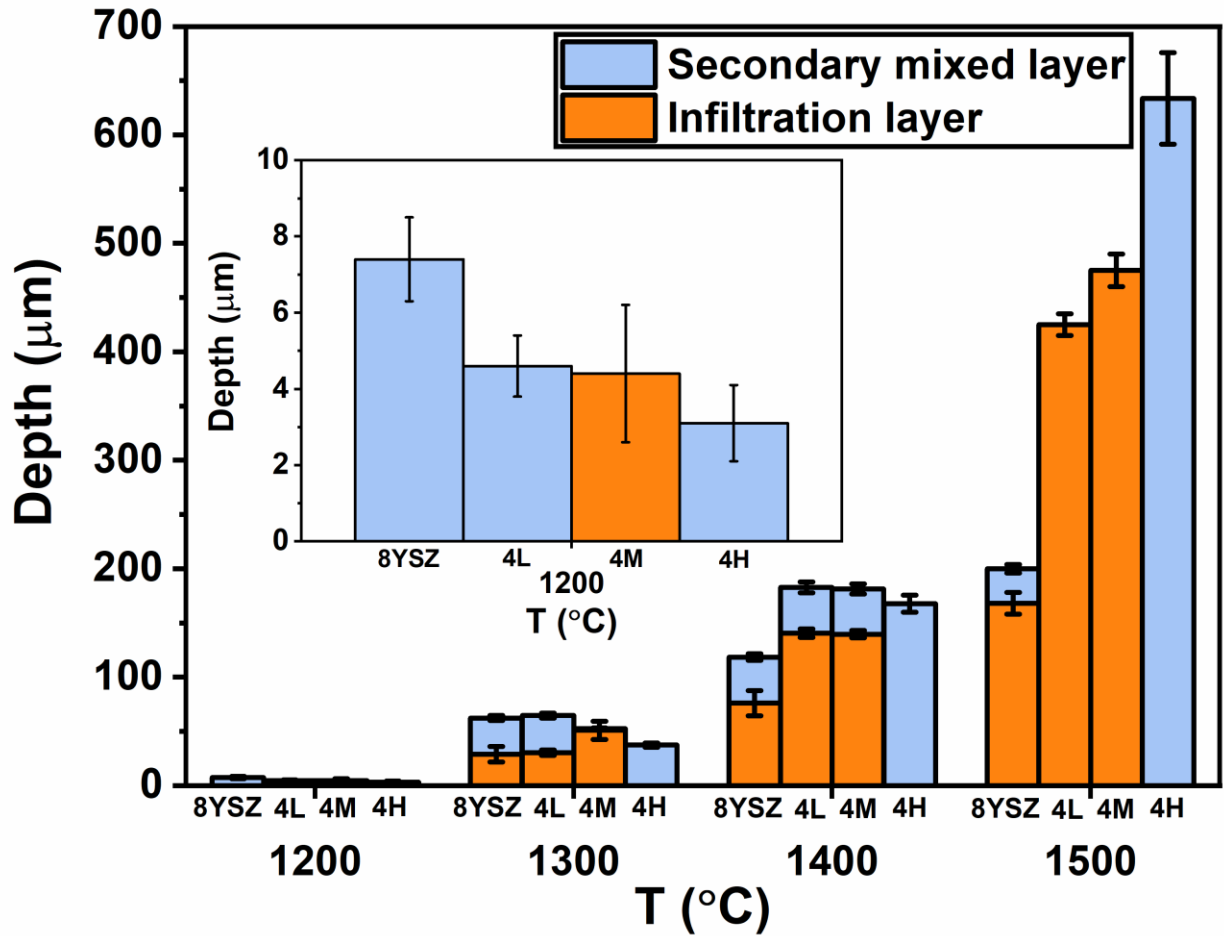 Secondary mixed layer
Infiltration layer
Depth (μm)
700
600
500
400
300
200
100
0
Depth (μm)
10
8
6
4
2
0
8YSZ 4L 4M 4H
1200
T (°C)
8YSZ 4L 4M 4H 8YSZ 4L 4M 4H 8YSZ 4L 4M 4H 8YSZ 4L 4M 4H
1200 1300 1400 1500
T (°C)